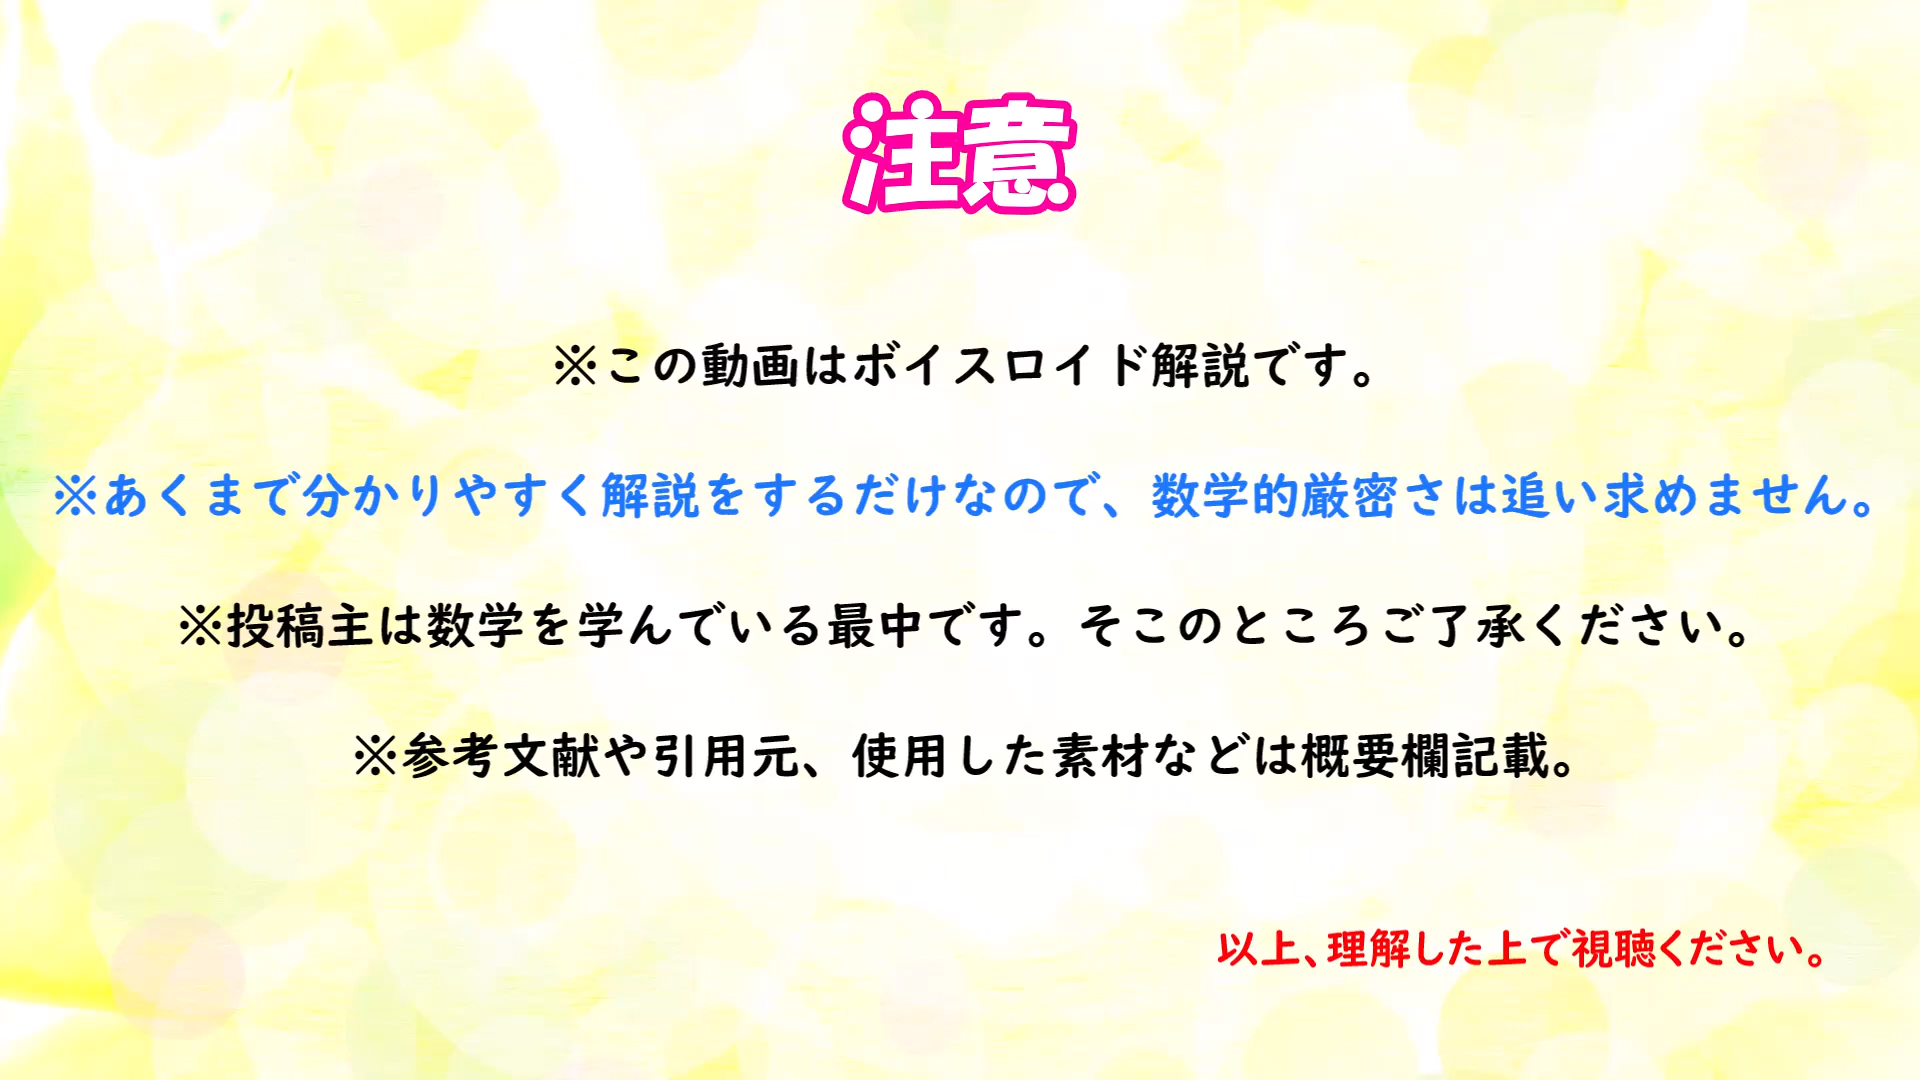 注意
※この動画はボイスロイド解説です。
※あくまで分かりやすく解説をするだけなので、数学的厳密さは追い求めません。
※投稿主は数学を学んでいる最中です。そこのところご了承ください。
※参考文献や引用元、使用した素材などは概要欄記載。
以上、理解した上で視聴ください。